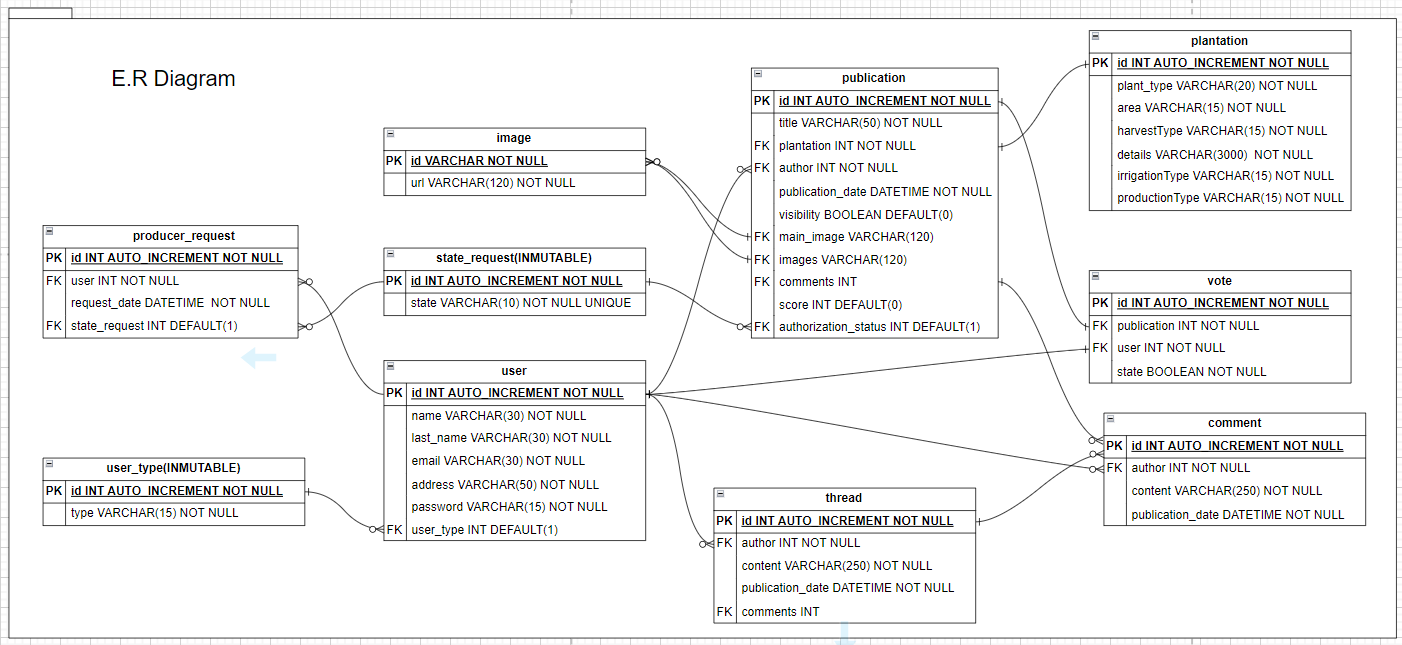 E.R Diagram
image
PK id VARCHAR NOT NULL
url VARCHAR(120) NOT NULL
producer_request
PK id INT AUTO_INCREMENT NOT NULL
FK user INT NOT NULL
request_date DATETIME NOT NULL
FK state_request INT DEFAULT(1)
state_request(INMUTABLE)
PK id INT AUTO_INCREMENT NOT NULL
state VARCHAR(10) NOT NULL UNIQUE
user
PK id INT AUTO_INCREMENT NOT NULL
name VARCHAR(30) NOT NULL
last_name VARCHAR(30) NOT NULL
email VARCHAR(30) NOT NULL
address VARCHAR(50) NOT NULL
password VARCHAR(15) NOT NULL
FK user_type INT DEFAULT(1)
user_type(INMUTABLE)
PK id INT AUTO_INCREMENT NOT NULL
type VARCHAR(15) NOT NULL
publication
PK id INT AUTO_INCREMENT NOT NULL
title VARCHAR(50) NOT NULL
FK plantation INT NOT NULL
FK author INT NOT NULL
publication_date DATETIME NOT NULL
visibility BOOLEAN DEFAULT(0)
FK main_image VARCHAR(120)
FK images VARCHAR(120)
FK comments INT
score INT DEFAULT(0)
FK authorization_status INT DEFAULT(1)
thread
PK id INT AUTO_INCREMENT NOT NULL
FK author INT NOT NULL
content VARCHAR(250) NOT NULL
publication_date DATETIME NOT NULL
FK comments INT
plantation
PK id INT AUTO_INCREMENT NOT NULL
plant_type VARCHAR(20) NOT NULL
area VARCHAR(15) NOT NULL
harvestType VARCHAR(15) NOT NULL
details VARCHAR(3000) NOT NULL
irrigationType VARCHAR(15) NOT NULL
productionType VARCHAR(15) NOT NULL
vote
PK id INT AUTO_INCREMENT NOT NULL
FK publication INT NOT NULL
FK user INT NOT NULL
state BOOLEAN NOT NULL
comment
PK id INT AUTO_INCREMENT NOT NULL
FK author INT NOT NULL
content VARCHAR(250) NOT NULL
publication_date DATETIME NOT NULL